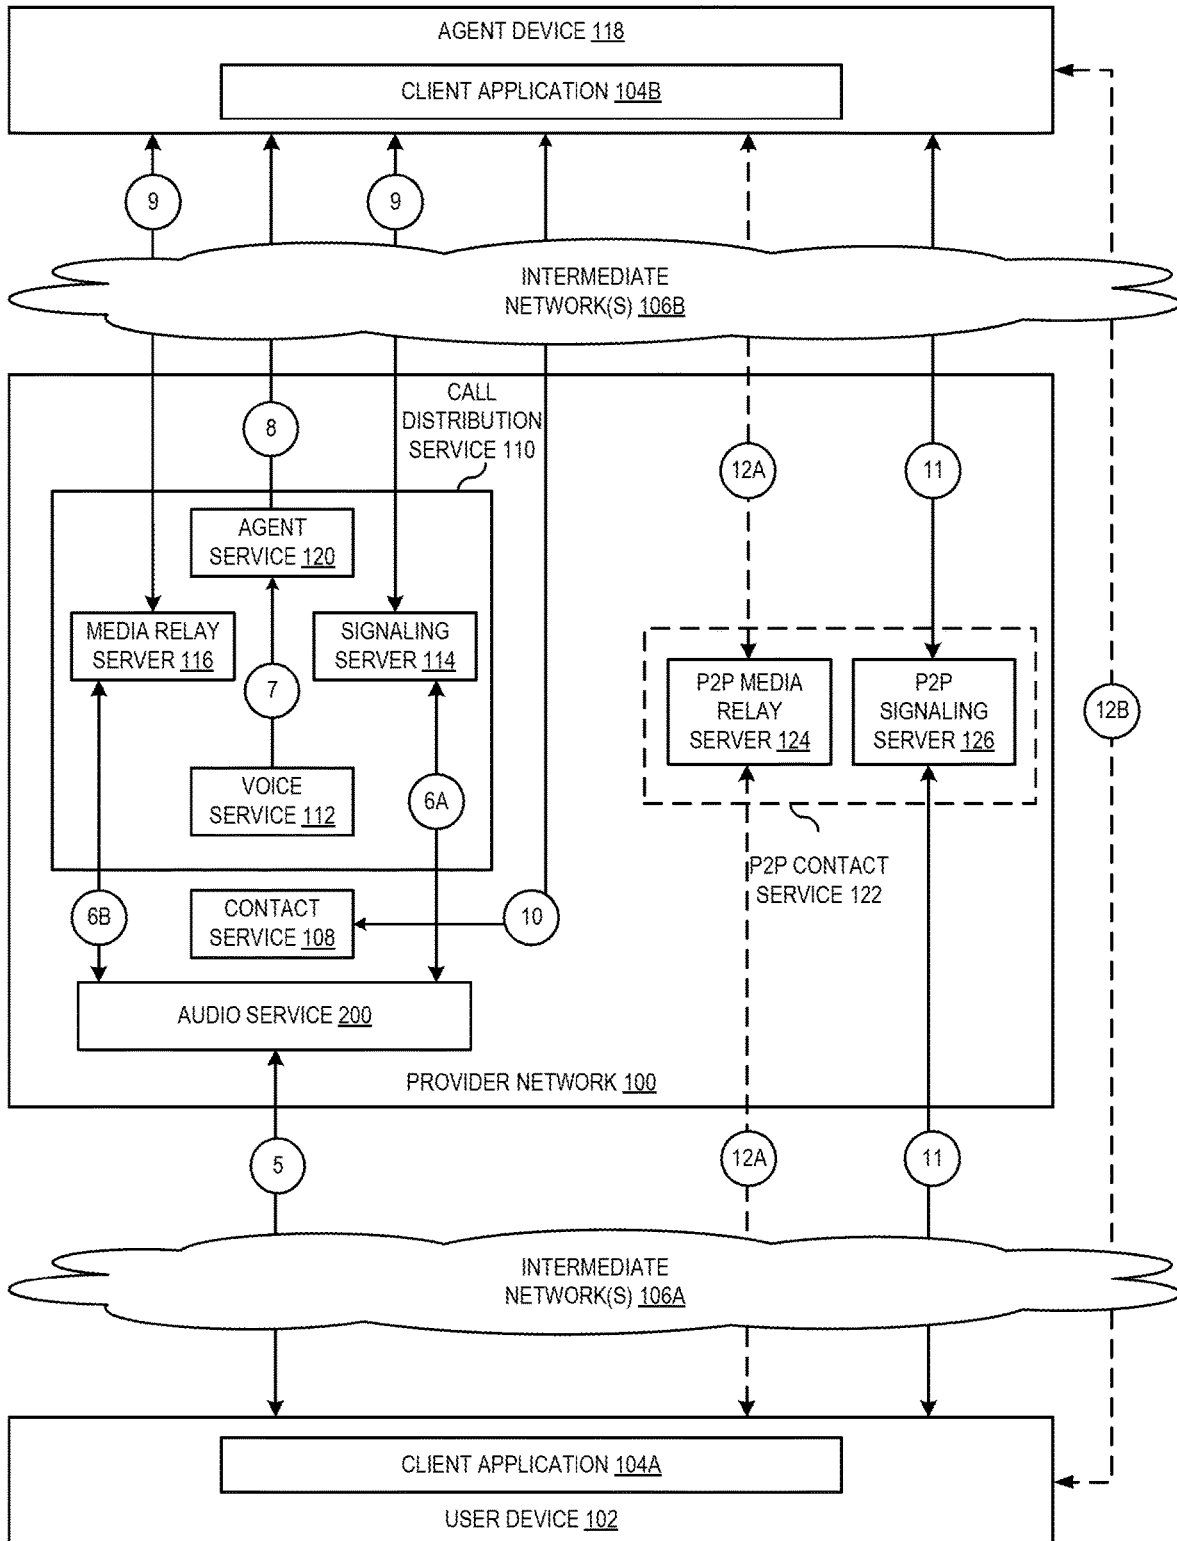 AGENT DEVICE 118
CLIENT APPLICATION 104B
9
9
INTERMEDIATE
NETWORK(S) 106B
CALL
DISTRIBUTION
SERVICE 110
8
12A
11
AGENT
SERVICE 120
MEDIA RELAY
SERVER 116
SIGNALING
SERVER 114
7
P2P MEDIA
RELAY
SERVER 124
P2P
SIGNALING
SERVER 126
12B
VOICE
SERVICE 112
6A
P2P CONTACT
SERVICE 122
6B
CONTACT
SERVICE 108
10
AUDIO SERVICE 200
PROVIDER NETWORK 100
5
12A
11
INTERMEDIATE
NETWORK(S) 106A
CLIENT APPLICATION 104A
USER DEVICE 102